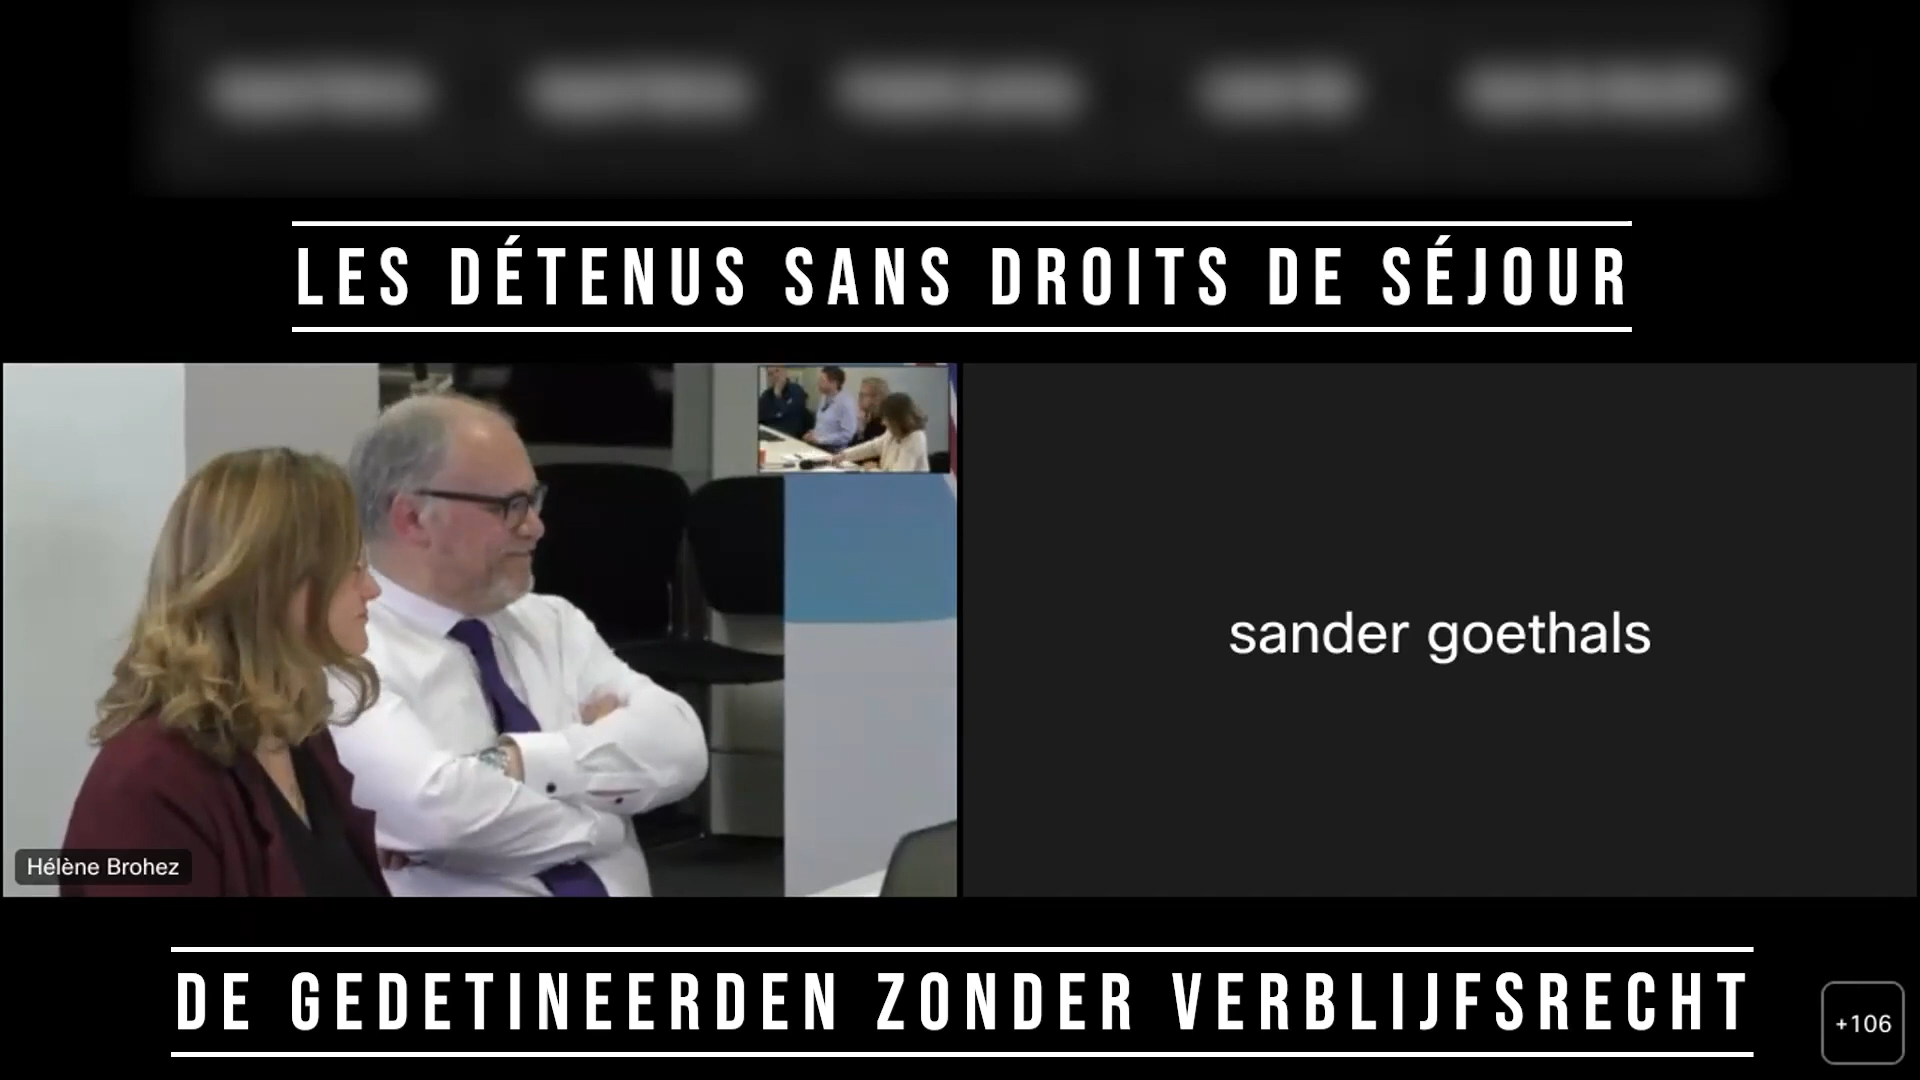 LES DÉTENUS SANS DROITS DE SÉJOUR
sander goethals
Hélène Brohez
DE GEDETINEERDEN ZONDER VERBLIJFSRECHT
+106